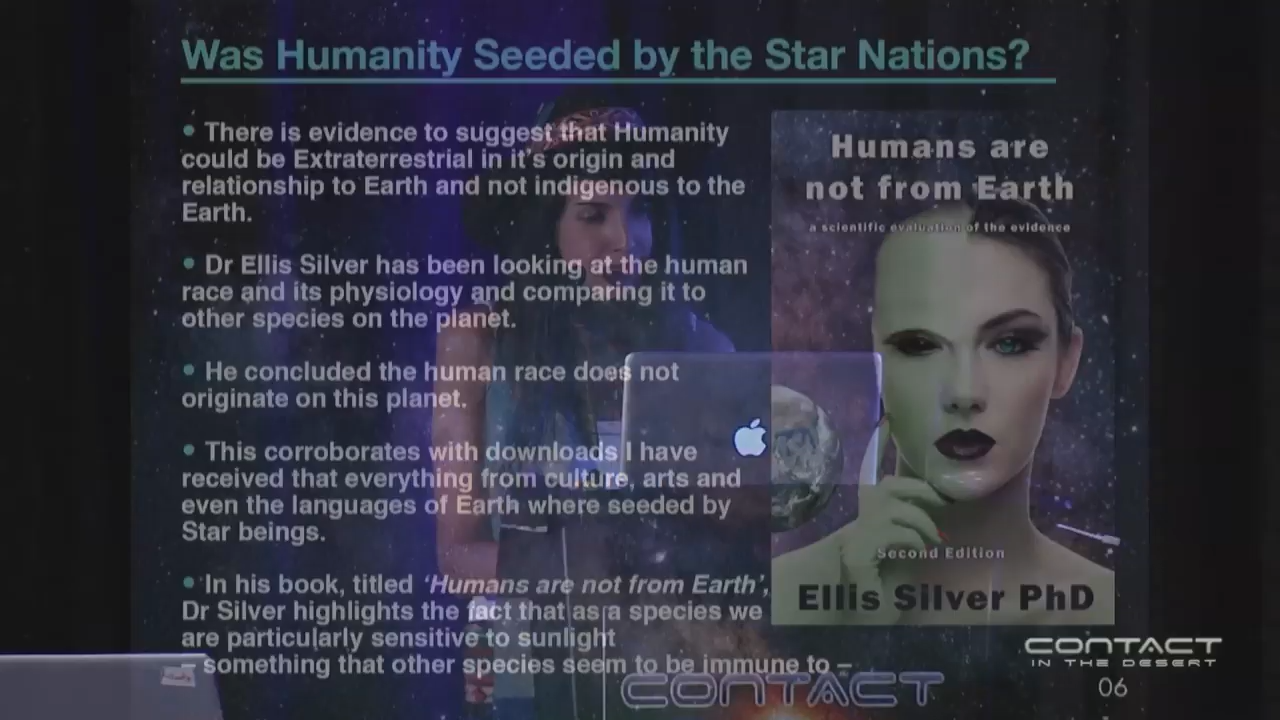 Was Humanity Seeded by the Star Nations?
• There is evidence to suggest that Humanity
could be Extraterrestrial in it's origin and
relationship to Earth and not indigenous to the
Earth.
• Dr Ellis Silver has been looking at the human
race and its physiology and comparing it to
other species on the planet.
• He concluded the human race does not
originate on this planet.
• This corroborates with downloads I have
received that everything from culture, arts and
even the languages of Earth where seeded by
Star beings.
• In his book, titled 'Humans are not from Earth',
Dr Silver highlights the fact that as a species we
are particularly sensitive to sunlight
– something that other species seem to be immune to –
Humans are
not from Earth
a scientific evaluation of the evidence
Second Edition
Ellis Silver PhD
CONTACT
IN THE DESERT
06
CONTACT